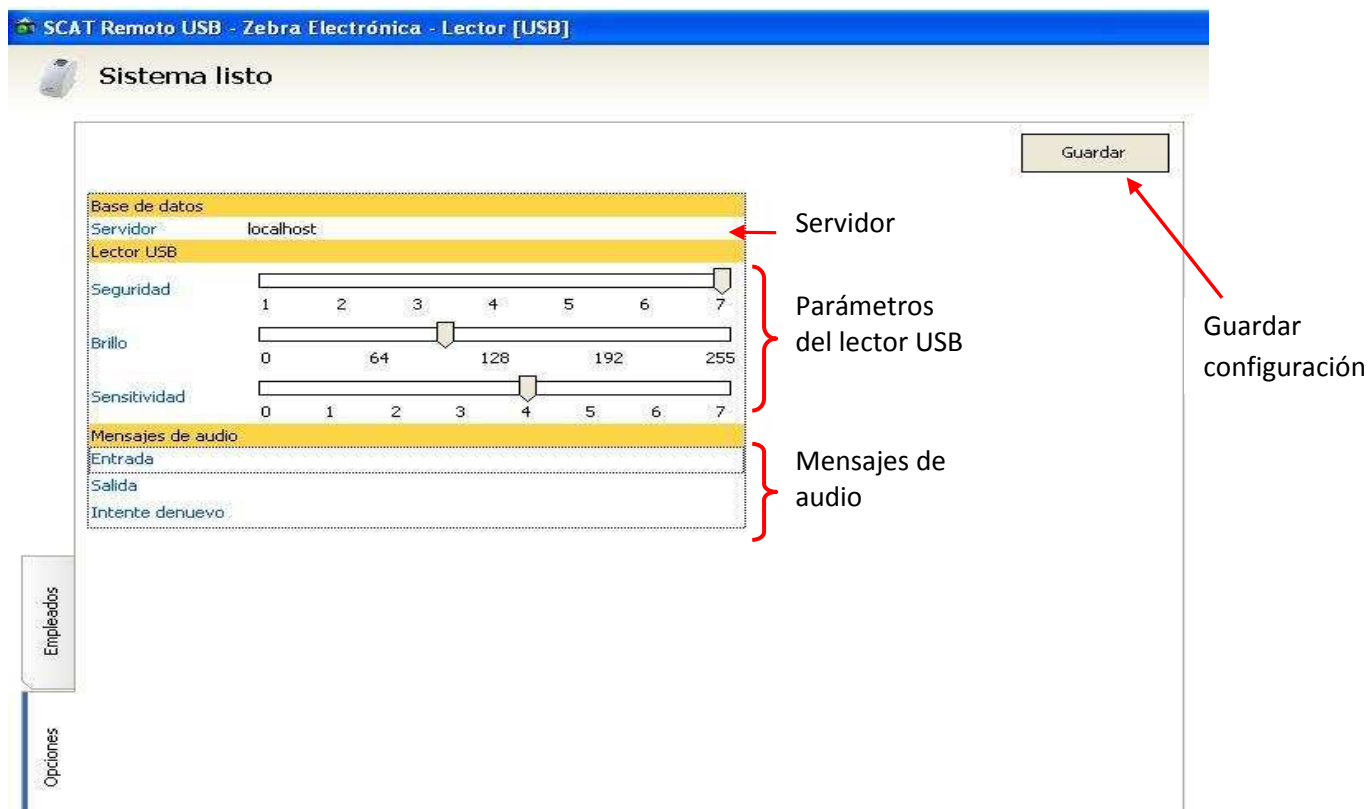 SCAT Remoto USB - Zebra Electrónica - Lector [USB]
Sistema listo
Guardar
Base de datos
Servidor localhost
Servidor
Lector USB
Seguridad
1 2 3 4 5 6 7
Parámetros
del lector USB
Brillo
0 64 128 192 255
Sensitividad
0 1 2 3 4 5 6 7
Guardar
configuración
Mensajes de audio
Entrada
Salida
Intente denuevo
Mensajes de
audio
Empleados
Opciones